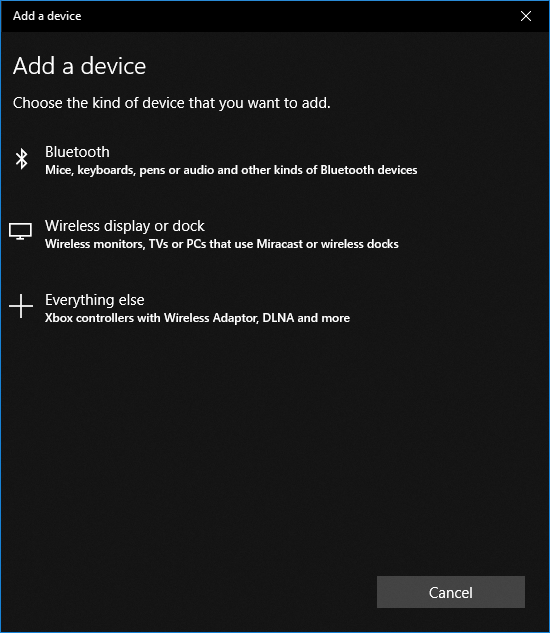 Add a device
Add a device
Choose the kind of device that you want to add.
Bluetooth
Mice, keyboards, pens or audio and other kinds of Bluetooth devices
Wireless display or dock
Wireless monitors, TVs or PCs that use Miracast or wireless docks
Everything else
Xbox controllers with Wireless Adaptor, DLNA and more
Cancel